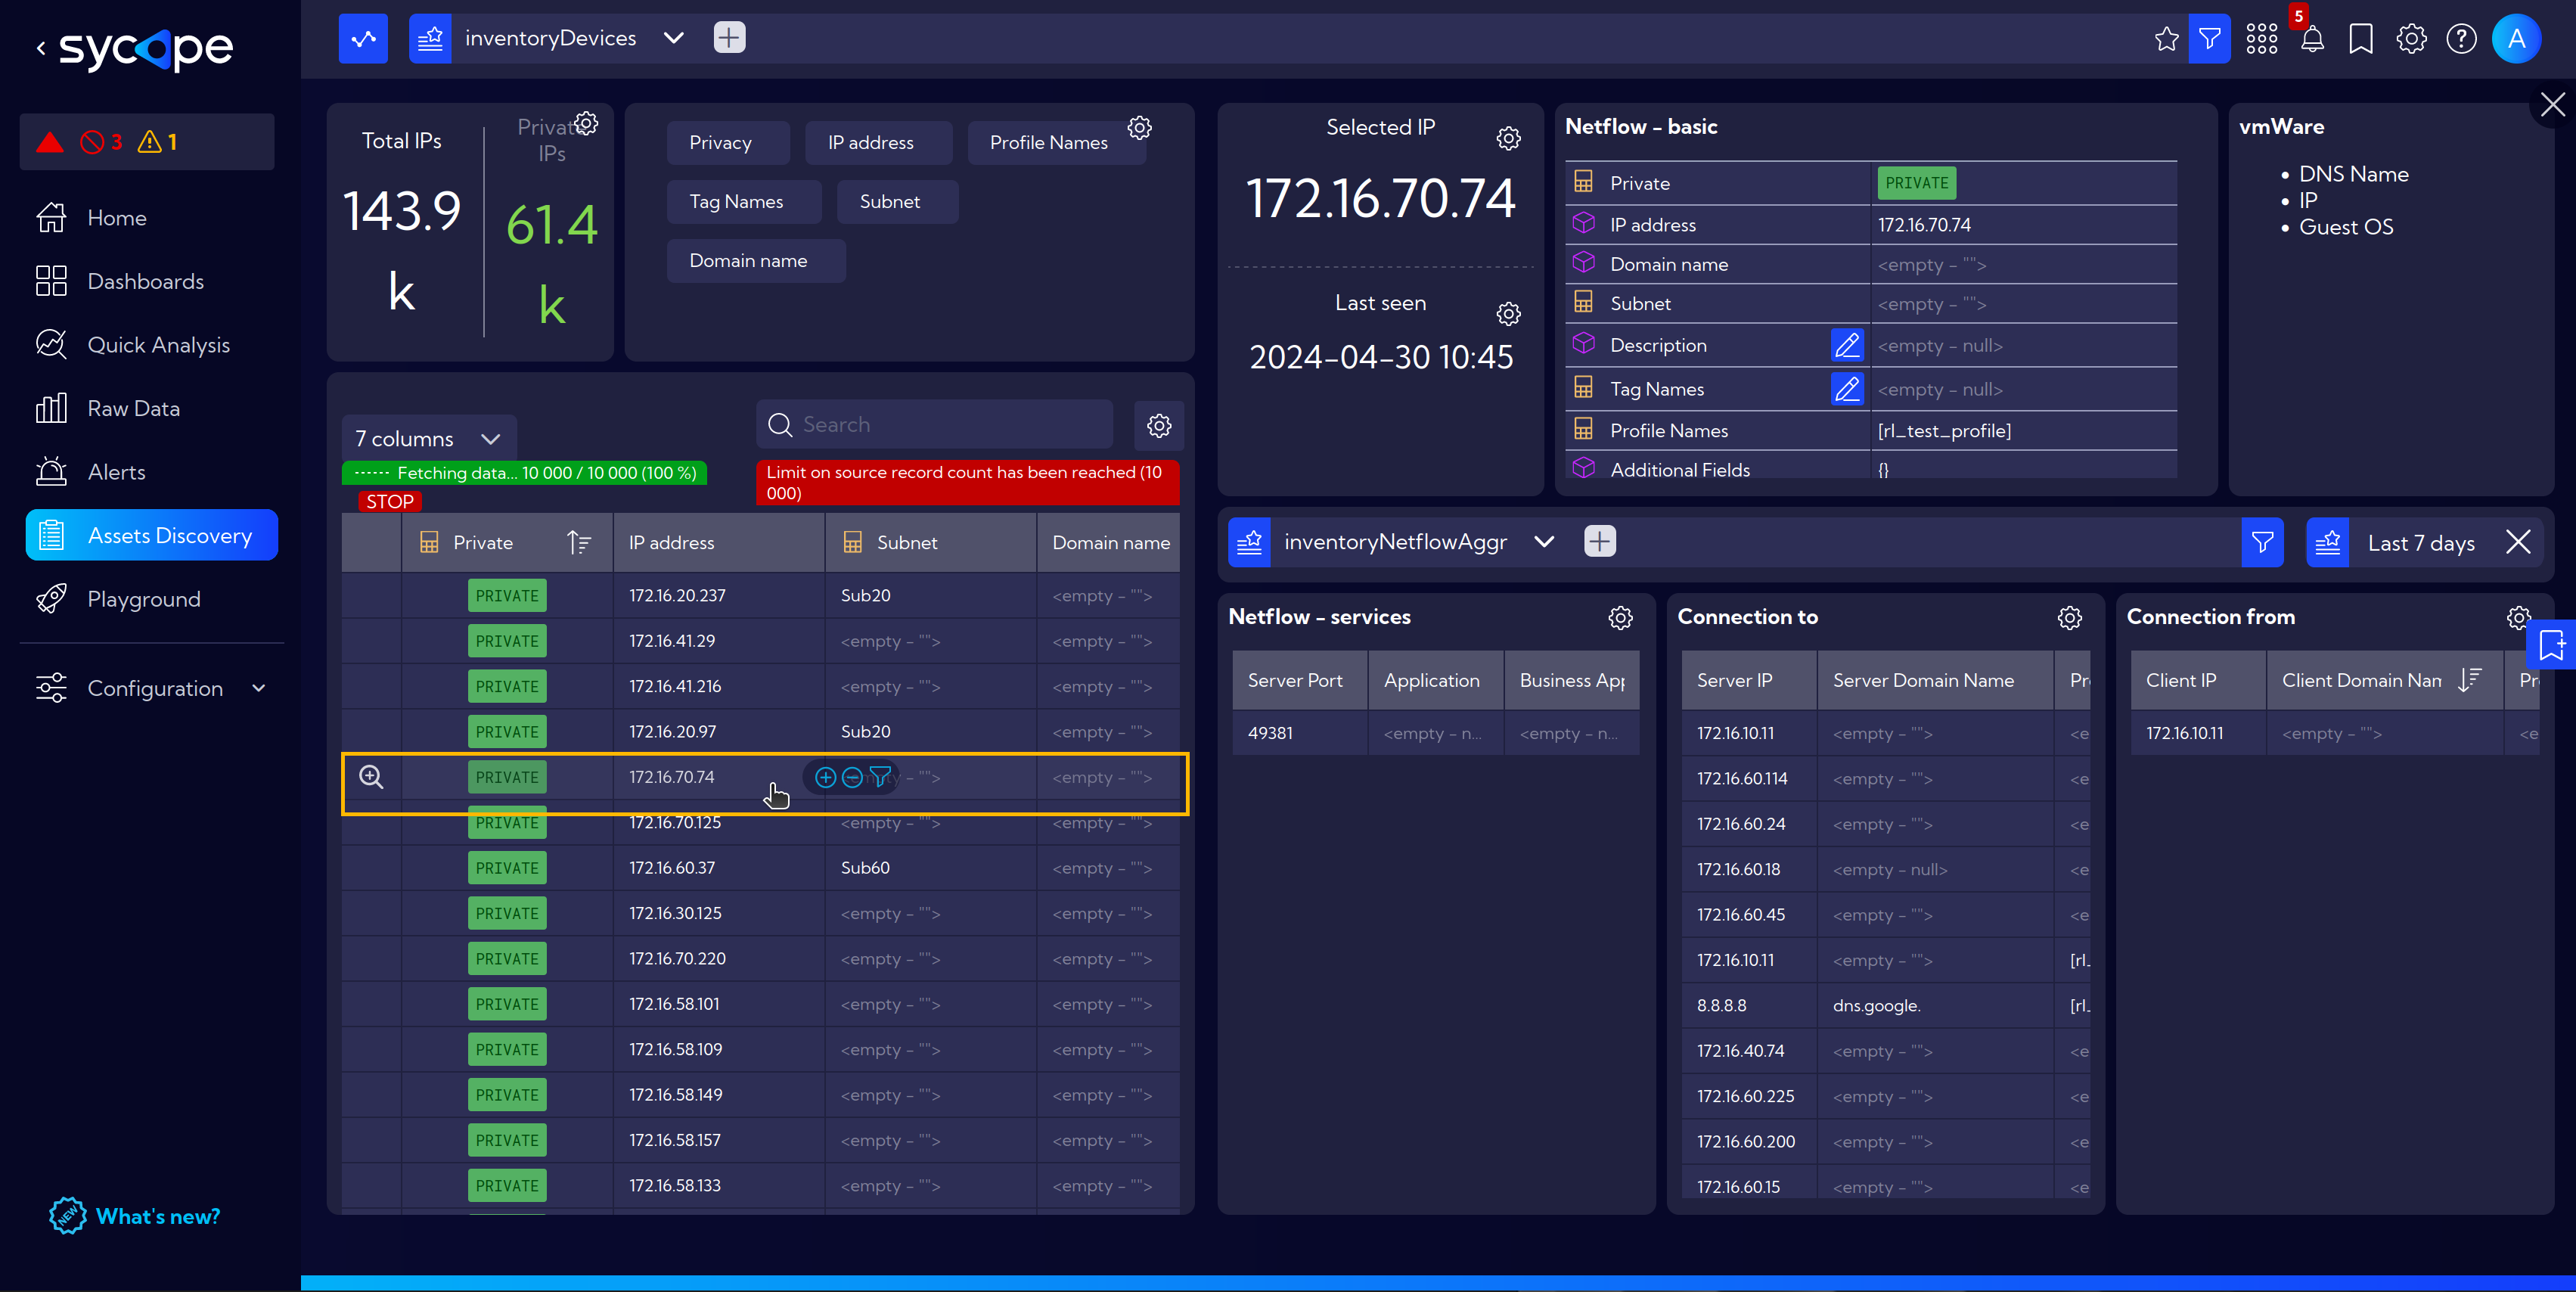 sycope
3
1
Home
Dashboards
Quick Analysis
Raw Data
Alerts
Assets Discovery
Playground
Configuration
NEW
What's new?
inventoryDevices
5
A
Total IPs
143.9
k
Private
IPs
61.4
k
Privacy
IP address
Profile Names
Tag Names
Subnet
Domain name
7 columns
Search
Fetching data... 10 000 / 10 000 (100 %)
STOP
Limit on source record count has been reached (10
000)
Private IP address Subnet Domain name
PRIVATE 172.16.20.237 Sub20 <empty - "">
PRIVATE 172.16.41.29 <empty - ""> <empty - "">
PRIVATE 172.16.41.216 <empty - ""> <empty - "">
PRIVATE 172.16.20.97 Sub20 <empty - "">
PRIVATE 172.16.70.74 <empty - ""> <empty - "">
PRIVATE 172.16.70.125 <empty - ""> <empty - "">
PRIVATE 172.16.60.37 Sub60 <empty - "">
PRIVATE 172.16.30.125 <empty - ""> <empty - "">
PRIVATE 172.16.70.220 <empty - ""> <empty - "">
PRIVATE 172.16.58.101 <empty - ""> <empty - "">
PRIVATE 172.16.58.109 <empty - ""> <empty - "">
PRIVATE 172.16.58.149 <empty - ""> <empty - "">
PRIVATE 172.16.58.157 <empty - ""> <empty - "">
PRIVATE 172.16.58.133 <empty - ""> <empty - "">
Selected IP
172.16.70.74
Last seen
2024-04-30 10:45
Netflow - basic
Private PRIVATE
IP address 172.16.70.74
Domain name <empty - "">
Subnet <empty - "">
Description <empty - null>
Tag Names <empty - null>
Profile Names [rl_test_profile]
Additional Fields {}
vmWare
• DNS Name
• IP
• Guest OS
inventoryNetflowAggr
Last 7 days
Netflow - services
Server Port Application Business App
49381 <empty - n... <empty - n...
Connection to
Server IP Server Domain Name Pr
172.16.10.11 <empty - ""> <e
172.16.60.114 <empty - ""> <e
172.16.60.24 <empty - ""> <e
172.16.60.18 <empty - null> <e
172.16.60.45 <empty - ""> <e
172.16.10.11 <empty - ""> [rl_
8.8.8.8 dns.google. [rl_
172.16.40.74 <empty - ""> <e
172.16.60.225 <empty - ""> <e
172.16.60.200 <empty - ""> <e
172.16.60.15 <empty - ""> <e
Connection from
Client IP Client Domain Nam Pr
172.16.10.11 <empty - ""> <e